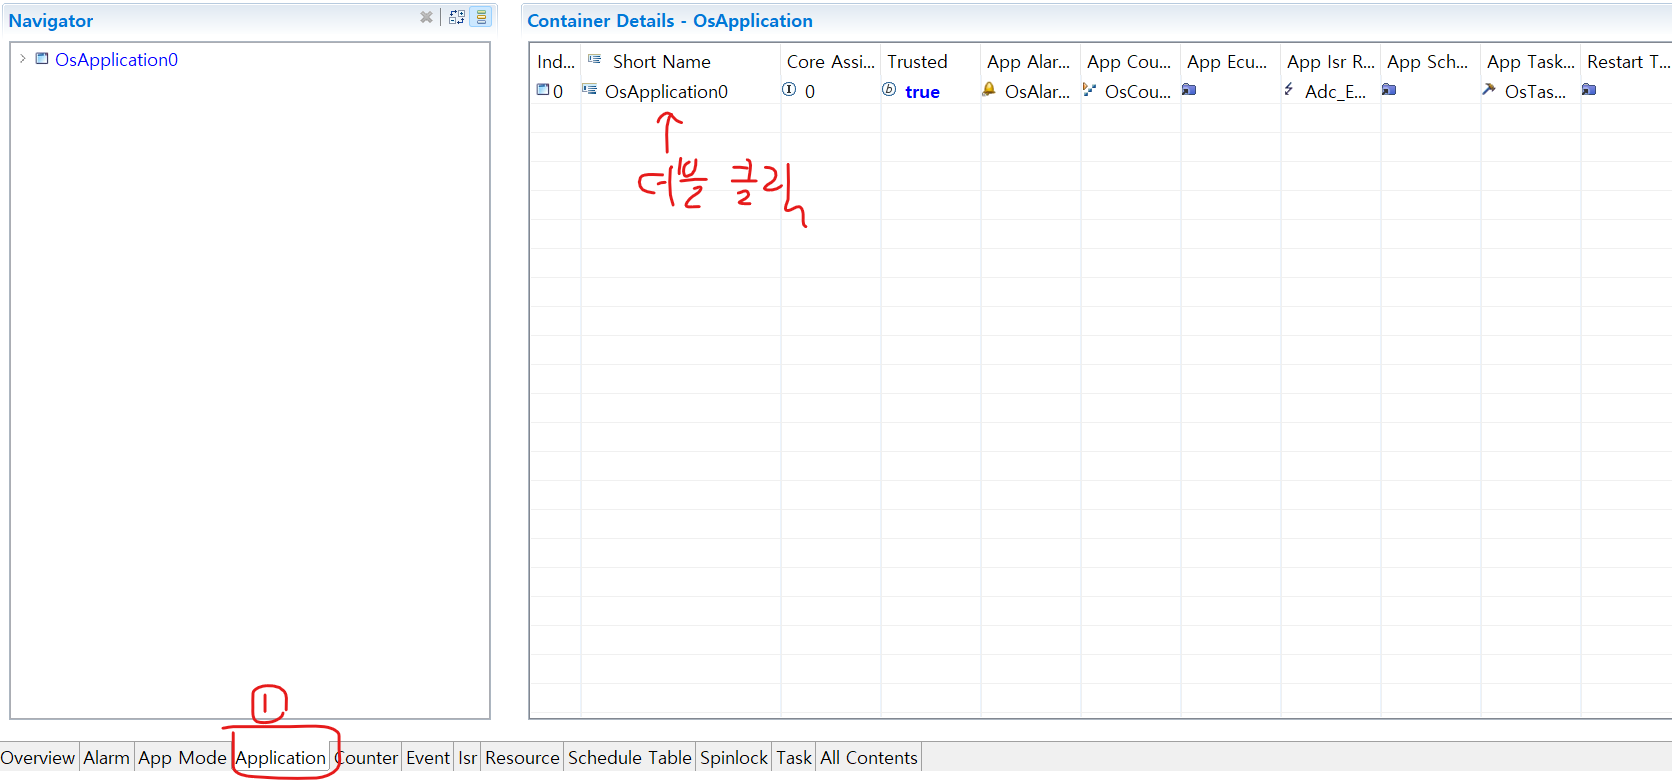 Navigator
OsApplication0
Container Details - OsApplication
Ind... Short Name Core Assi... Trusted App Alar... App Cou... App Ecu... App Isr R... App Sch... App Task... Restart T...
0 OsApplication0 0 true OsAlar... OsCou... Adc_E... OsTas...
더블 클릭
1
Overview Alarm App Mode Application Counter Event Isr Resource Schedule Table Spinlock Task All Contents